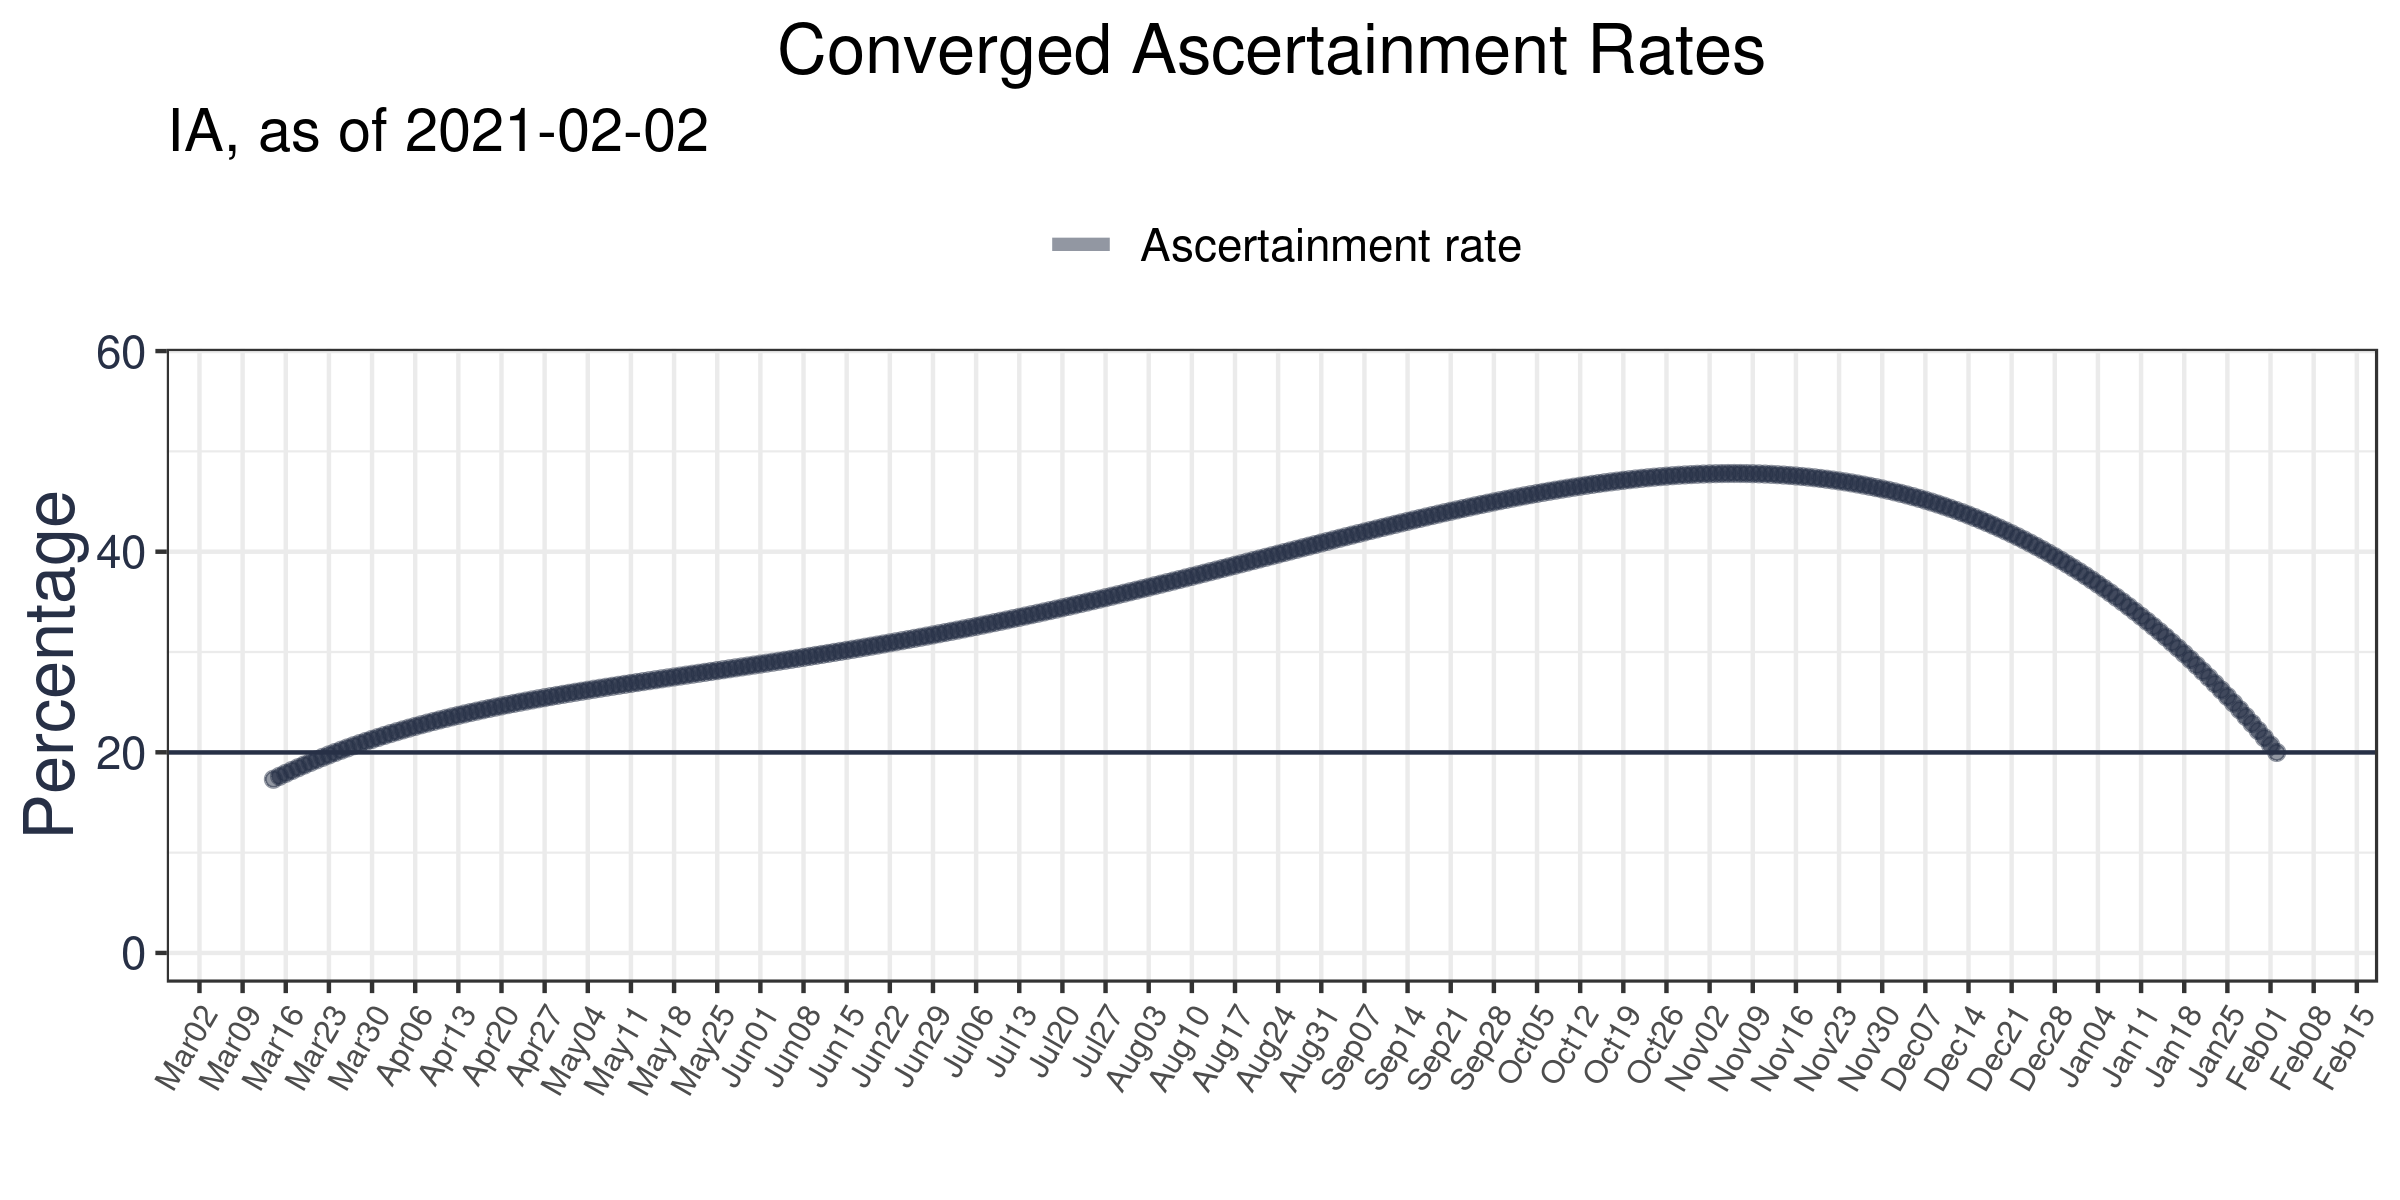 Converged Ascertainment Rates
IA, as of 2021-02-02
Ascertainment rate
Percentage
60
40
20
0
Mar02
Mar09
Mar16
Mar23
Mar30
Apr06
Apr13
Apr20
Apr27
May04
May11
May18
May25
Jun01
Jun08
Jun15
Jun22
Jun29
Jul06
Jul13
Jul20
Jul27
Aug03
Aug10
Aug17
Aug24
Aug31
Sep07
Sep14
Sep21
Sep28
Oct05
Oct12
Oct19
Oct26
Nov02
Nov09
Nov16
Nov23
Nov30
Dec07
Dec14
Dec21
Dec28
Jan04
Jan11
Jan18
Jan25
Feb01
Feb08
Feb15